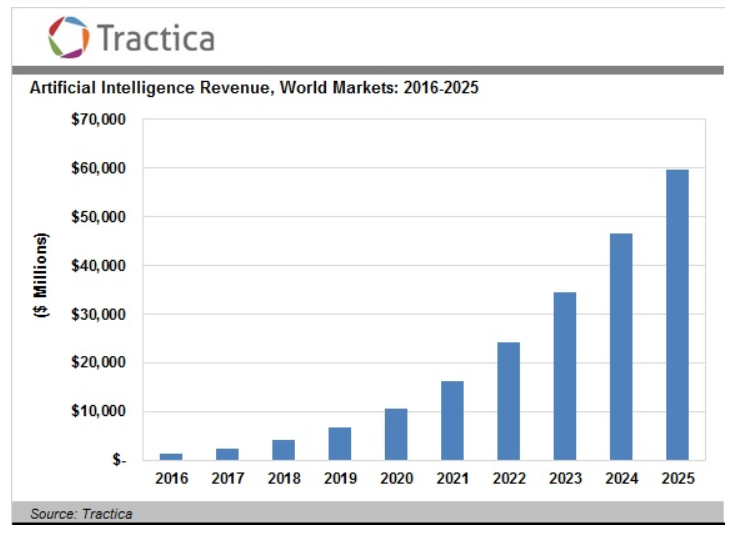 Tractica
Artificial Intelligence Revenue, World Markets: 2016-2025
$70,000
$60,000
$50,000
$40,000
$30,000
$20,000
$10,000
$-
($ Millions)
2016 2017 2018 2019 2020 2021 2022 2023 2024 2025
Source: Tractica